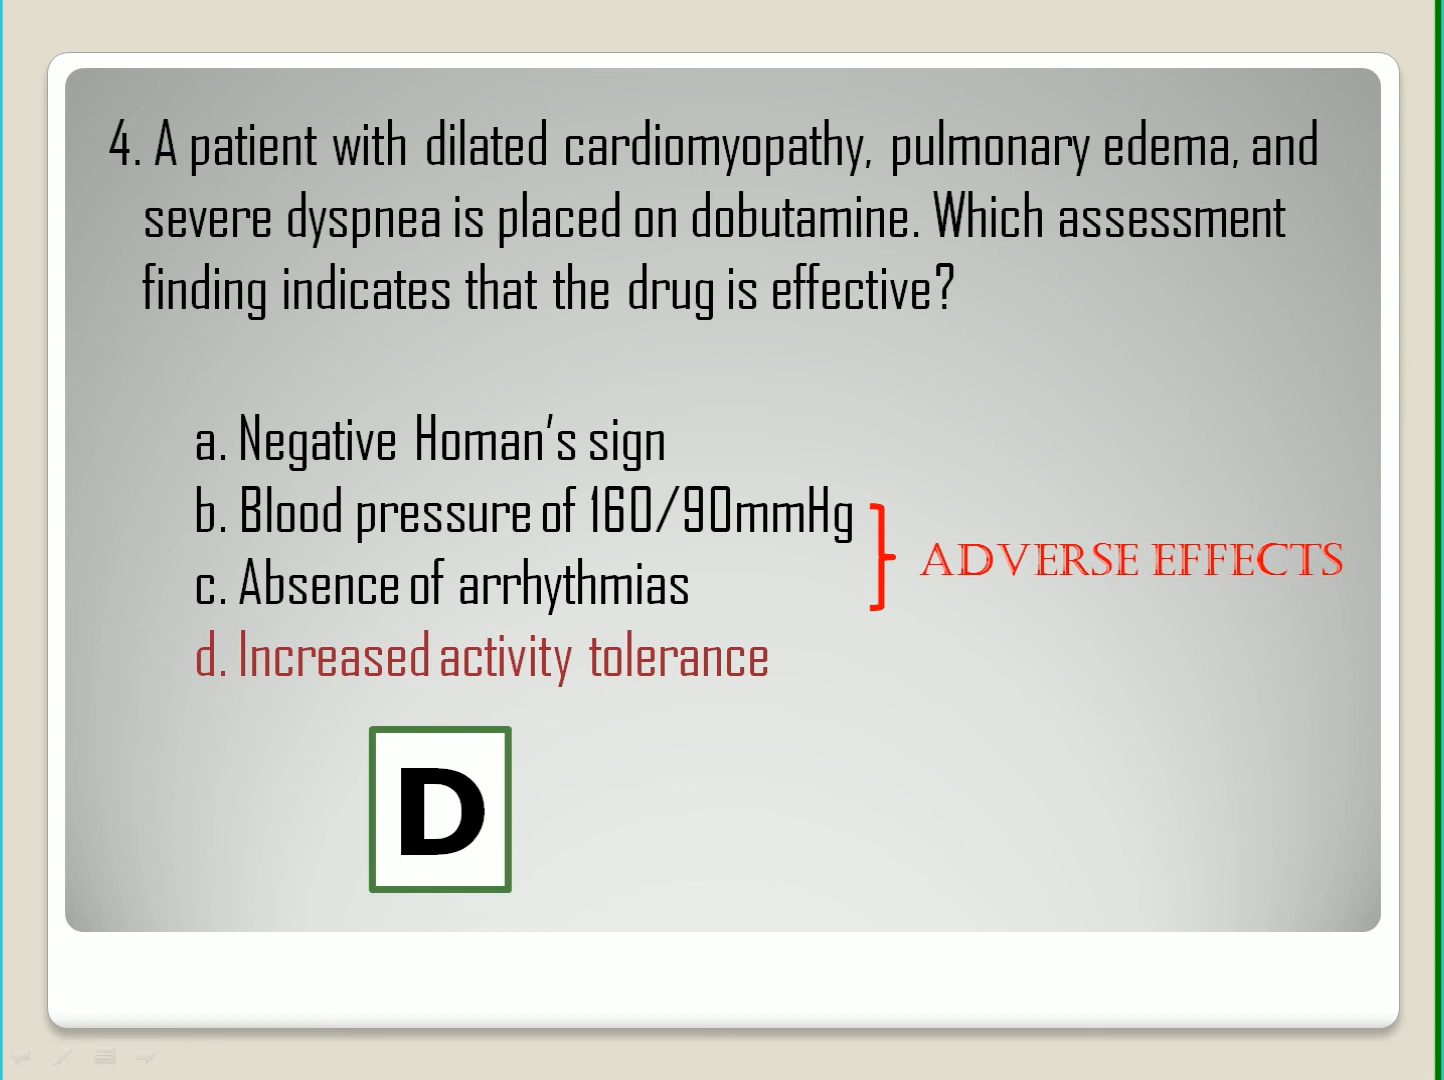 4. A patient with dilated cardiomyopathy, pulmonary edema, and
severe dyspnea is placed on dobutamine. Which assessment
finding indicates that the drug is effective?
a. Negative Homan's sign
b. Blood pressure of 160/90mmHg
c. Absence of arrhythmias
ADVERSE EFFECTS
d. Increased activity tolerance
D